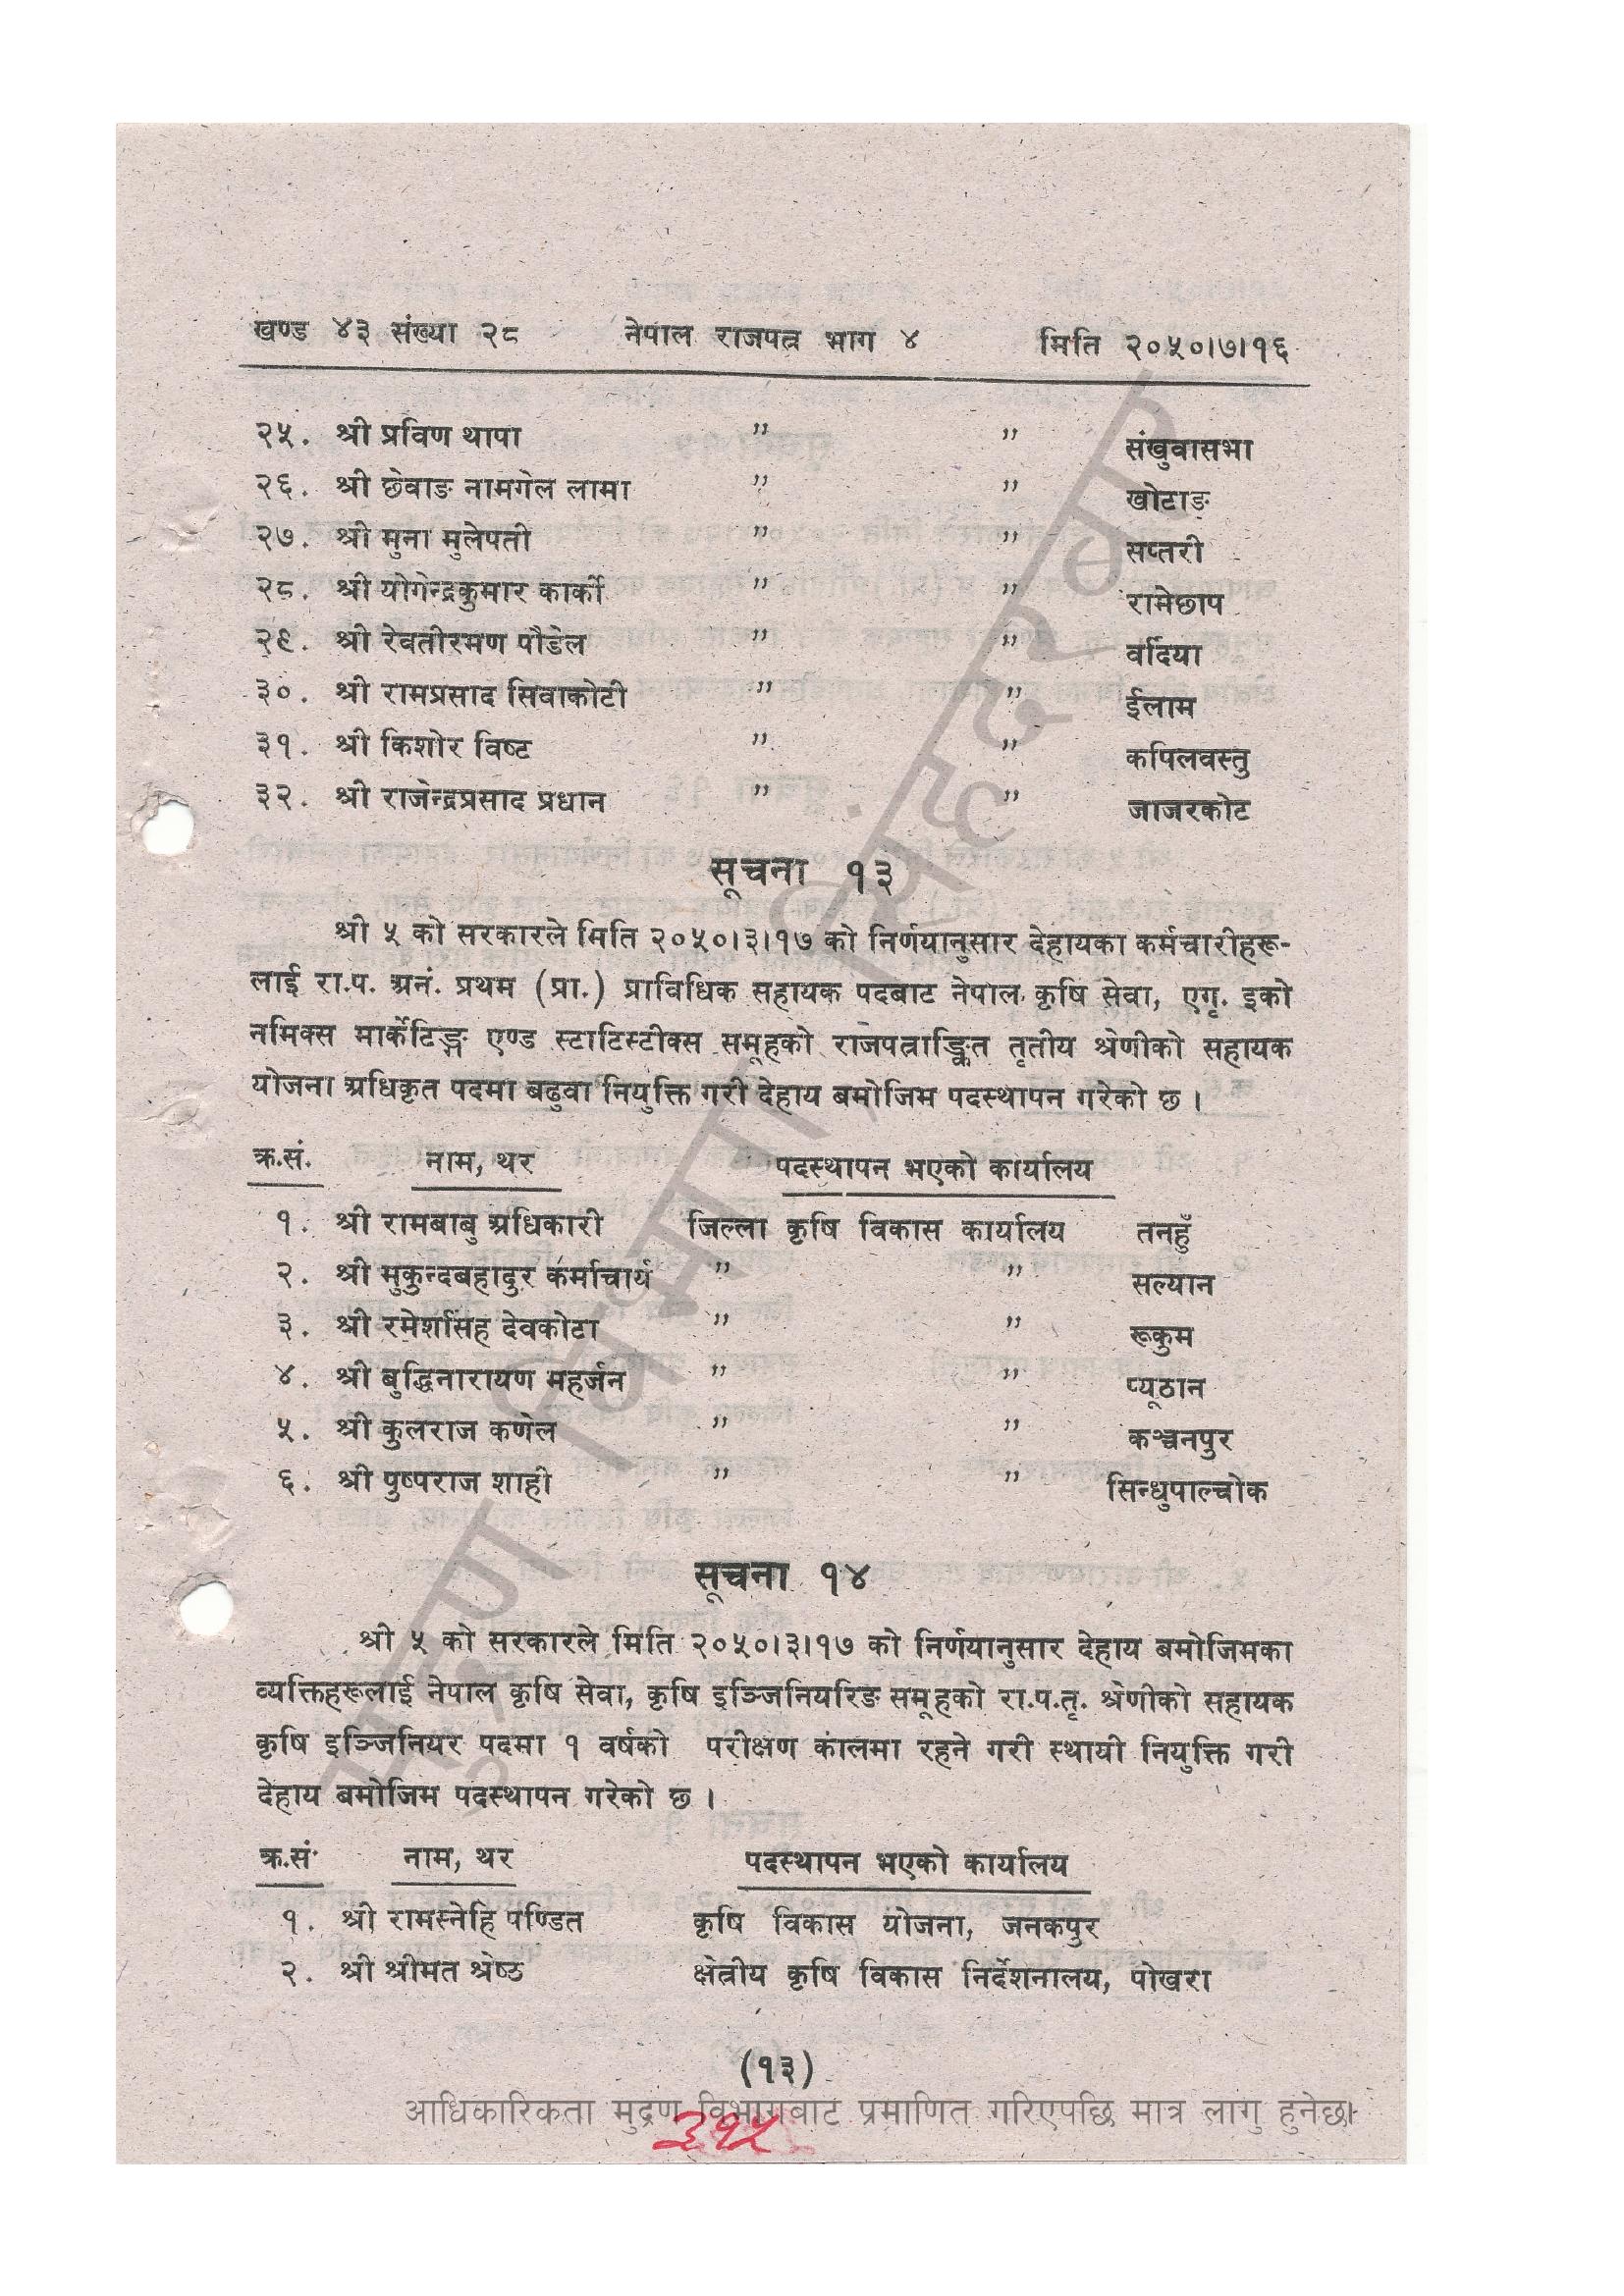 खण्ड ४३ संख्या २८ नेपाल राजपत्र भाग ४ मिति २०५०।७।१६
२५. श्री प्रविण थापा " " संखुवासभा
२६. श्री छेवाङ नामगेल लामा " " खोटाङ
२७. श्री मुना मुलेपती " " सप्तरी
२८. श्री योगेन्द्रकुमार कार्की " " रामेछाप
२९. श्री रेवतीरमण पौडेल " " वर्दिया
३०. श्री रामप्रसाद सिवाकोटी " " ईलाम
३१. श्री किशोर विष्ट " " कपिलवस्तु
३२. श्री राजेन्द्रप्रसाद प्रधान " " जाजरकोट
सूचना १३
श्री ५ को सरकारले मिति २०५०।३।१७ को निर्णयानुसार देहायका कर्मचारीहरू-
लाई रा.प. अनं. प्रथम (प्रा.) प्राविधिक सहायक पदबाट नेपाल कृषि सेवा, एगृ. इको
नमिक्स मार्केटिङ्ग एण्ड स्टाटिस्टीक्स समूहको राजपत्राङ्कित तृतीय श्रेणीको सहायक
योजना अधिकृत पदमा बढुवा नियुक्ति गरी देहाय बमोजिम पदस्थापन गरेको छ ।
क्र.सं. नाम, थर पदस्थापन भएको कार्यालय
१. श्री रामबाबु अधिकारी जिल्ला कृषि विकास कार्यालय तनहुँ
२. श्री मुकुन्दबहादुर कर्माचार्य " " सल्यान
३. श्री रमेशसिंह देवकोटा " " रूकुम
४. श्री बुद्धिनारायण महर्जन " " प्यूठान
५. श्री कुलराज कणेल " " कञ्चनपुर
६. श्री पुष्पराज शाही " " सिन्धुपाल्चोक
सूचना १४
श्री ५ को सरकारले मिति २०५०।३।१७ को निर्णयानुसार देहाय बमोजिमका
व्यक्तिहरूलाई नेपाल कृषि सेवा, कृषि इञ्जिनियरिङ समूहको रा.प.तृ. श्रेणीको सहायक
कृषि इञ्जिनियर पदमा १ वर्षको परीक्षण कालमा रहने गरी स्थायी नियुक्ति गरी
देहाय बमोजिम पदस्थापन गरेको छ ।
क्र.सं. नाम, थर पदस्थापन भएको कार्यालय
१. श्री रामस्नेहि पण्डित कृषि विकास योजना, जनकपुर
२. श्री श्रीमत श्रेष्ठ क्षेत्रीय कृषि विकास निर्देशनालय, पोखरा
(१३)
आधिकारिकता मुद्रण विभागबाट प्रमाणित गरिएपछि मात्र लागु हुनेछ।
३१५